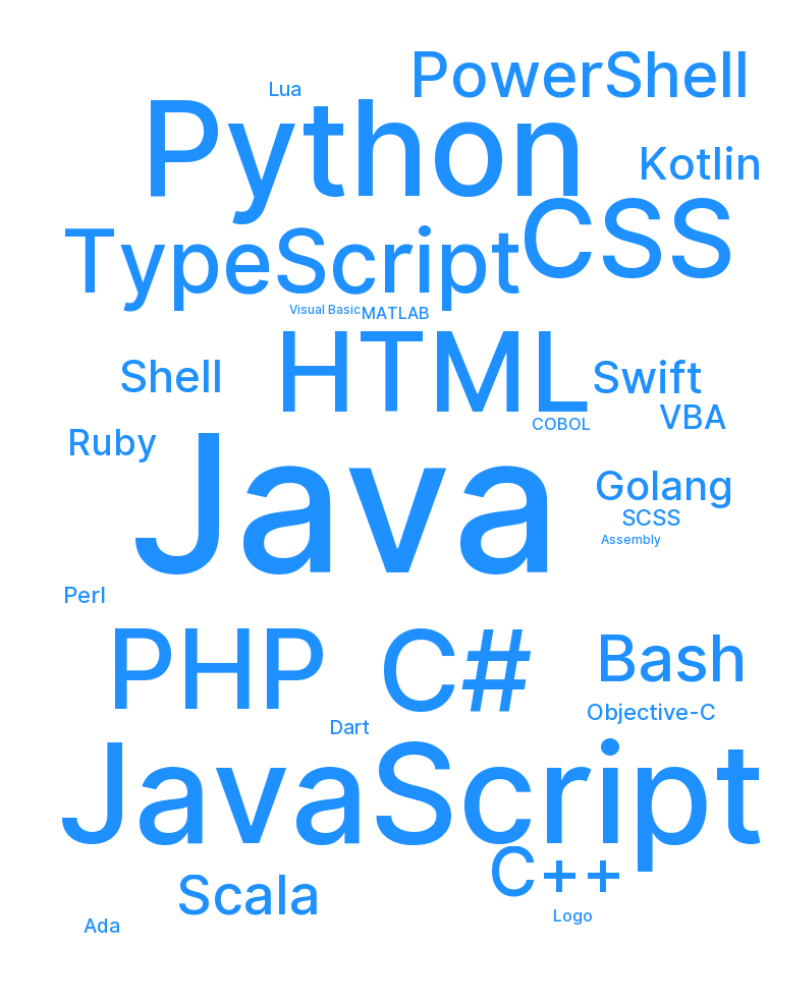 PowerShell
Lua
Python
Kotlin
CSS
TypeScript
Visual Basic
MATLAB
HTML
Shell
Swift
VBA
COBOL
Ruby
Java
Golang
SCSS
Assembly
Perl
PHP
C#
Bash
Objective-C
Dart
JavaScript
C++
Scala
Logo
Ada